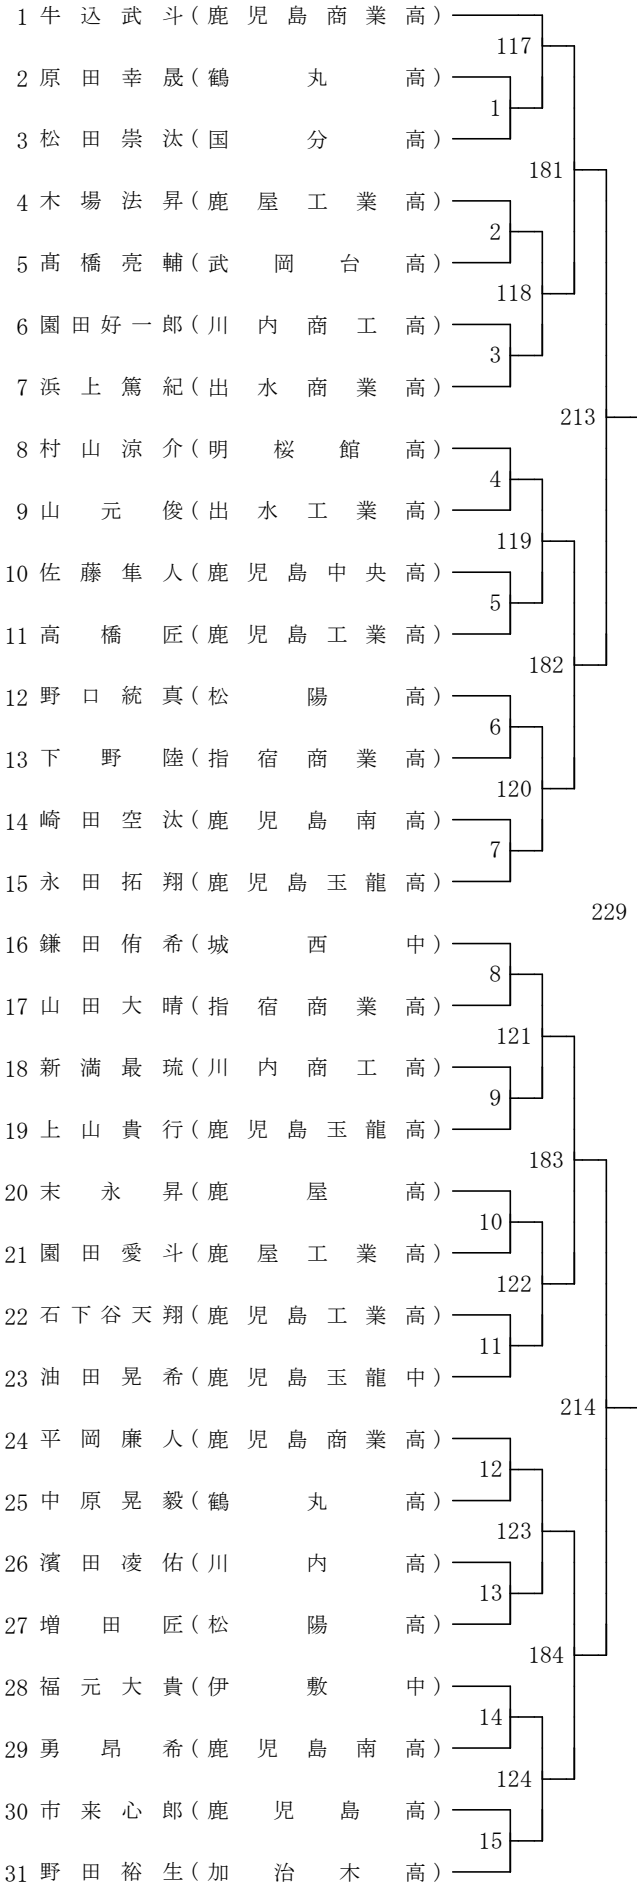 1 牛込武斗(鹿児島商業高)
117
2 原田幸晟(鶴丸高)
1
3 松田崇汰(国分高)
181
4 木場法昇(鹿屋工業高)
2
5 髙橋亮輔(武岡台高)
118
6 園田好一郎(川内商工高)
3
7 浜上篤紀(出水商業高)
213
8 村山涼介(明桜館高)
4
9 山元俊(出水工業高)
119
10 佐藤隼人(鹿児島中央高)
5
11 高橋匠(鹿児島工業高)
182
12 野口統真(松陽高)
6
13 下野陸(指宿商業高)
120
14 崎田空汰(鹿児島南高)
7
15 永田拓翔(鹿児島玉龍高)
229
16 鎌田侑希(城西中)
8
17 山田大晴(指宿商業高)
121
18 新満最琉(川内商工高)
9
19 上山貴行(鹿児島玉龍高)
183
20 末永昇(鹿屋高)
10
21 園田愛斗(鹿屋工業高)
122
22 石下谷天翔(鹿児島工業高)
11
23 油田晃希(鹿児島玉龍中)
214
24 平岡廉人(鹿児島商業高)
12
25 中原晃毅(鶴丸高)
123
26 濱田凌佑(川内高)
13
27 増田匠(松陽高)
184
28 福元大貴(伊敷中)
14
29 勇昂希(鹿児島南高)
124
30 市来心郎(鹿児島高)
15
31 野田裕生(加治木高)